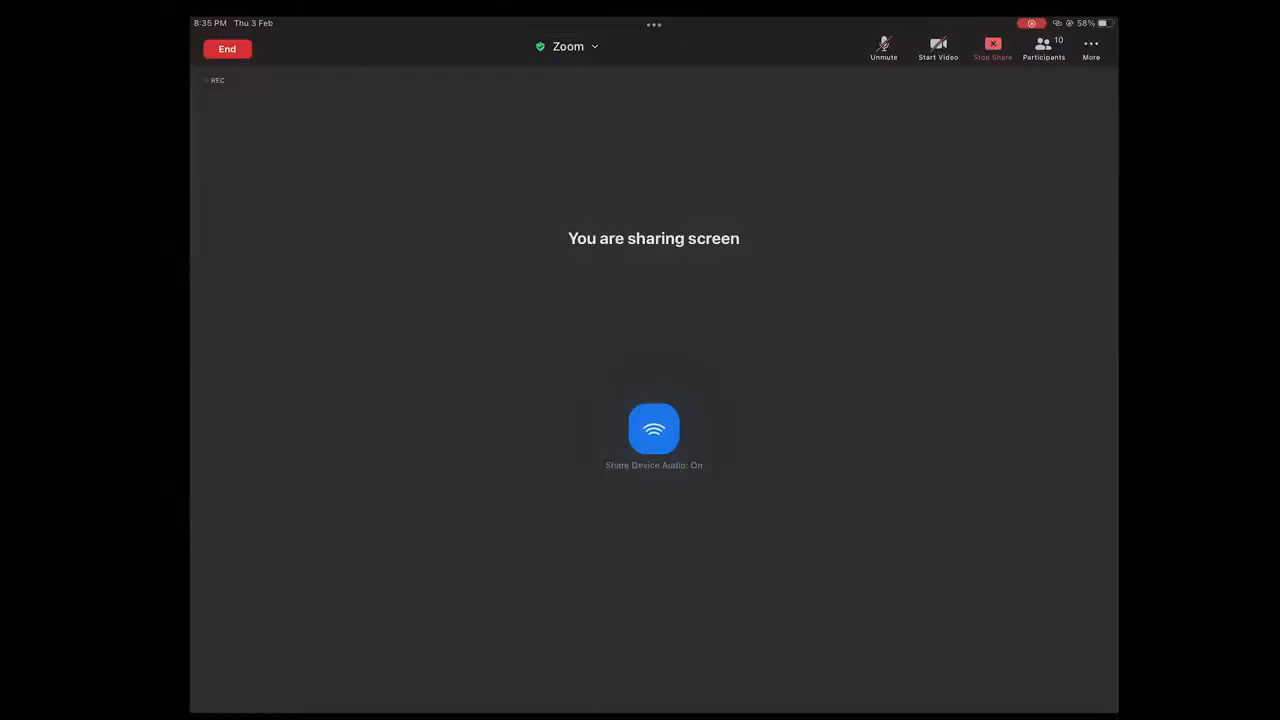 8:35 PM Thu 3 Feb
58%
End
Zoom
Unmute
Start Video
Stop Share
Participants 10
More
REC
You are sharing screen
Share Device Audio: On